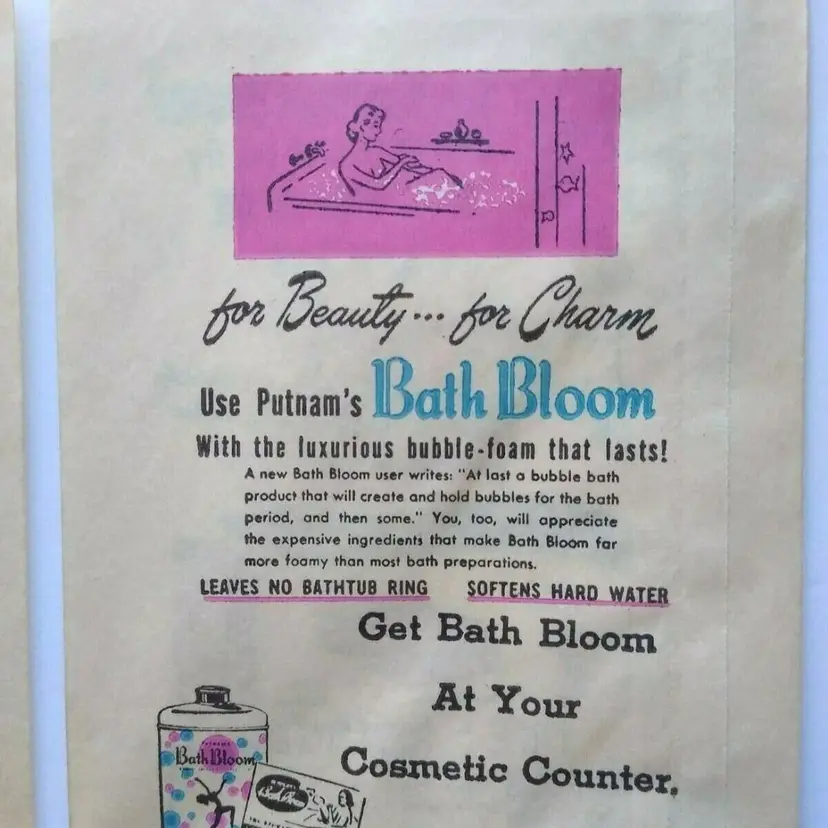 for Beauty... for Charm
Use Putnam's Bath Bloom
With the luxurious bubble-foam that lasts!
A new Bath Bloom user writes: "At last a bubble bath
product that will create and hold bubbles for the bath
period, and then some." You, too, will appreciate
the expensive ingredients that make Bath Bloom far
more foamy than most bath preparations.
LEAVES NO BATHTUB RING SOFTENS HARD WATER
Get Bath Bloom
At Your
Cosmetic Counter.
PUTNAM'S
Bath Bloom